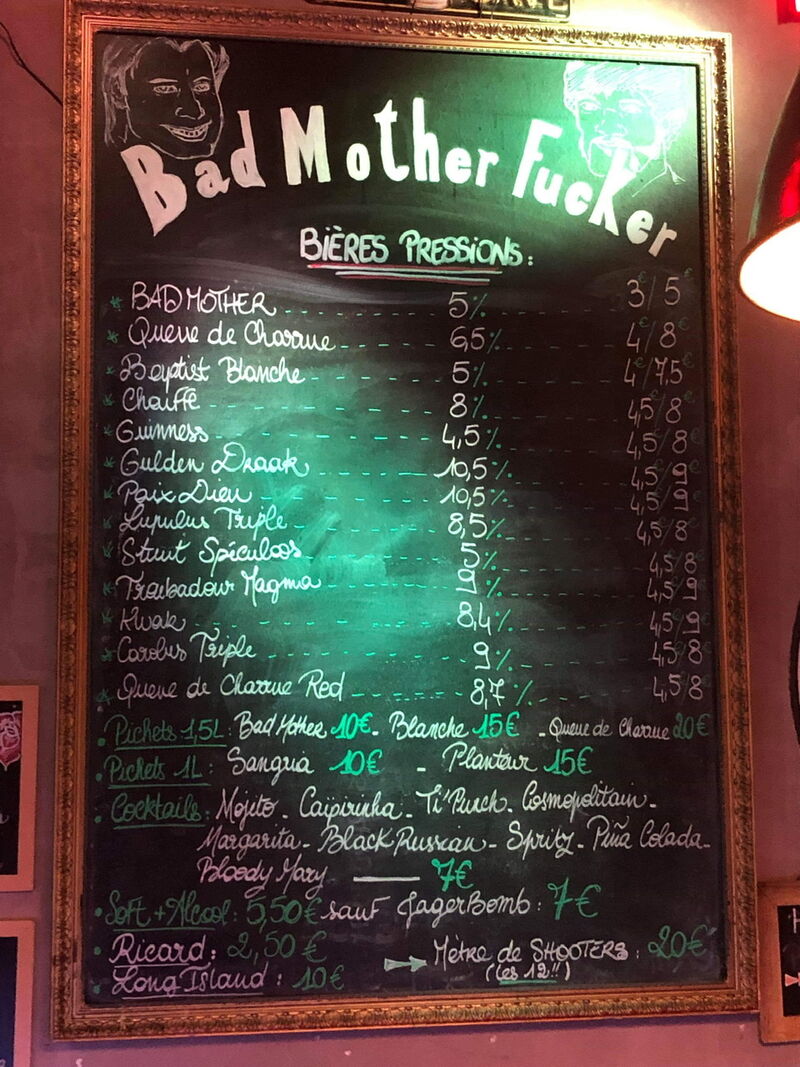 Bad Mother Fucker
BIÈRES PRESSIONS:
* BAD MOTHER 5% 3€/5€
* Queue de Charrue 6,5% 4€/8€
* Baptist Blanche 5% 4€/7,5€
* Chouffe 8% 4,5/8€
* Guinness 4,5% 4,5/8€
* Gulden Draak 10,5% 4,5/9€
* Paix Dieu 10,5% 4,5/9€
* Lupulus Triple 8,5% 4,5/8€
* Stuut Spéculoos 5% 4,5/8€
* Troubadour Magma 9% 4,5/9€
* Kwak 8,4% 4,5/9€
* Carolus Triple 9% 4,5/8€
* Queue de Charrue Red 8,7% 4,5/8€
• Pichets 1,5L: Bad Mother 10€ - Blanche 15€ - Queue de Charrue 20€
• Pichets 1L: Sangria 10€ - Planteur 15€
• Cocktails: Mojito - Caipirinha - Ti'Punch - Cosmopolitain -
Margarita - Black Russian - Spritz - Piña Colada -
Bloody Mary — 7€
• Soft + Alcool: 5,50€ sauf JagerBomb: 7€
• Ricard: 2,50€ → Mètre de SHOOTERS: 20€
• Long Island: 10€ (les 12!!)